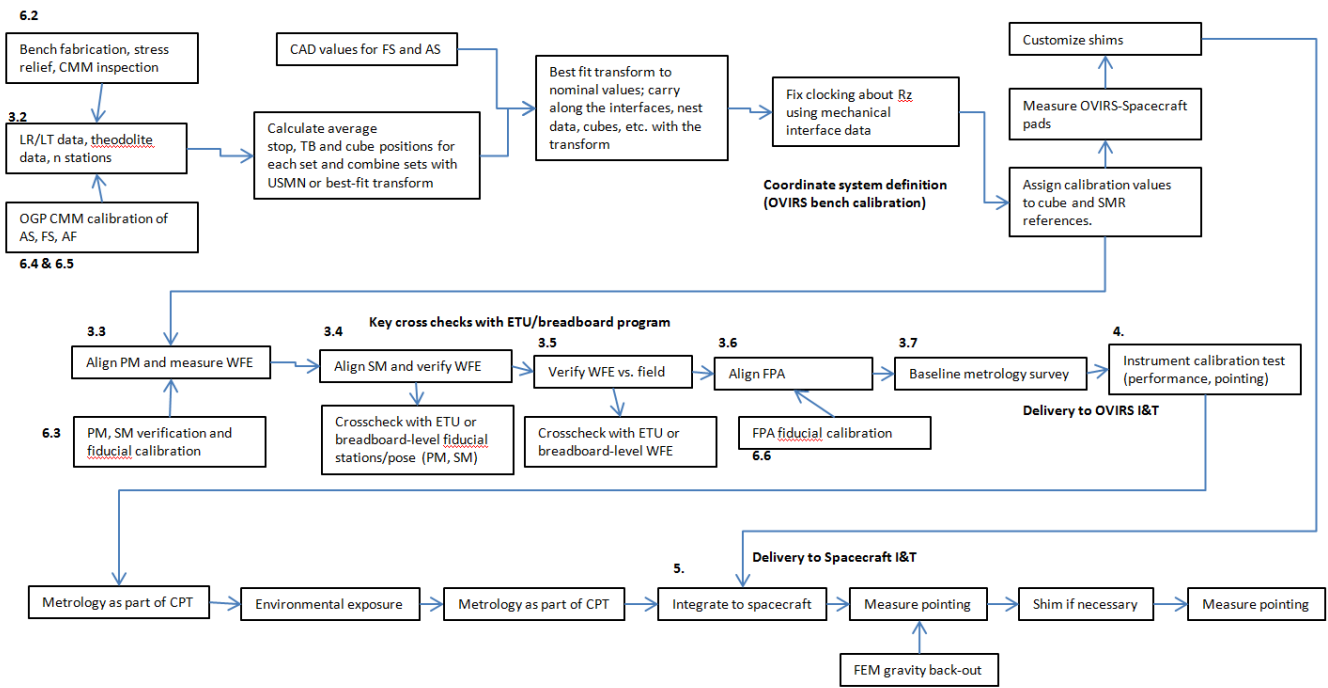 6.2
Bench fabrication, stress
relief, CMM inspection
3.2
LR/LT data, theodolite
data, n stations
OGP CMM calibration of
AS, FS, AF
6.4 & 6.5
CAD values for FS and AS
Calculate average
stop, TB and cube positions for
each set and combine sets with
USMN or best-fit transform
Best fit transform to
nominal values; carry
along the interfaces, nest
data, cubes, etc. with the
transform
Fix clocking about Rz
using mechanical
interface data
Coordinate system definition
(OVIRS bench calibration)
Customize shims
Measure OVIRS-Spacecraft
pads
Assign calibration values
to cube and SMR
references.
Key cross checks with ETU/breadboard program
3.3
Align PM and measure WFE
6.3
PM, SM verification and
fiducial calibration
3.4
Align SM and verify WFE
Crosscheck with ETU or
breadboard-level fiducial
stations/pose (PM, SM)
3.5
Verify WFE vs. field
Crosscheck with ETU or
breadboard-level WFE
3.6
Align FPA
FPA fiducial calibration
6.6
3.7
Baseline metrology survey
4.
Instrument calibration test
(performance, pointing)
Delivery to OVIRS I&T
Delivery to Spacecraft I&T
Metrology as part of CPT
Environmental exposure
Metrology as part of CPT
5.
Integrate to spacecraft
Measure pointing
Shim if necessary
Measure pointing
FEM gravity back-out